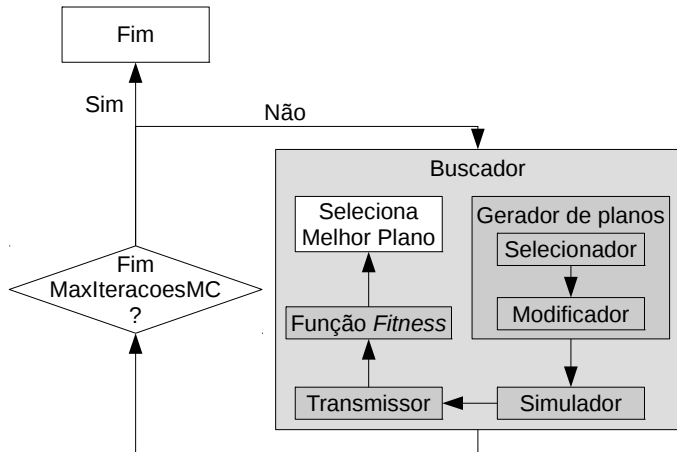 Fim
Sim
Não
Buscador
Seleciona
Melhor Plano
Gerador de planos
Selecionador
Modificador
Fim
MaxIteracoesMC
?
Função Fitness
Transmissor
Simulador